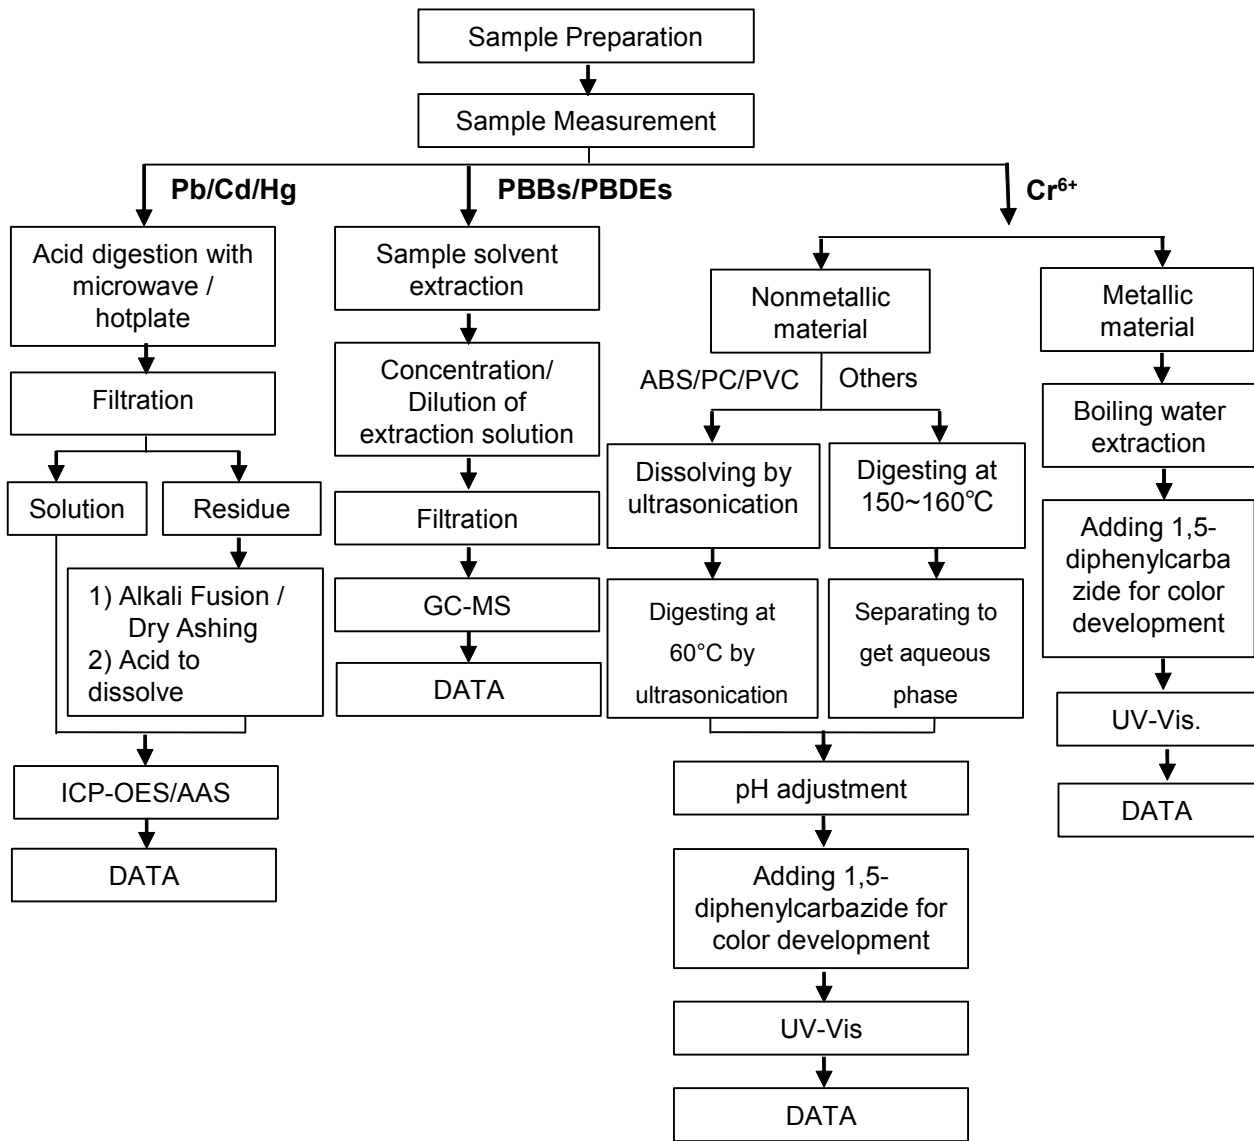 Sample Preparation
Sample Measurement
Pb/Cd/Hg
PBBs/PBDEs
Cr⁶⁺
Acid digestion with
microwave /
hotplate
Filtration
Solution
Residue
1) Alkali Fusion /
Dry Ashing
2) Acid to
dissolve
ICP-OES/AAS
DATA
Sample solvent
extraction
Concentration/
Dilution of
extraction solution
Filtration
GC-MS
DATA
Nonmetallic
material
ABS/PC/PVC
Others
Dissolving by
ultrasonication
Digesting at
150~160℃
Digesting at
60°C by
ultrasonication
Separating to
get aqueous
phase
pH adjustment
Adding 1,5-
diphenylcarbazide for
color development
UV-Vis
DATA
Metallic
material
Boiling water
extraction
Adding 1,5-
diphenylcarba
zide for color
development
UV-Vis.
DATA